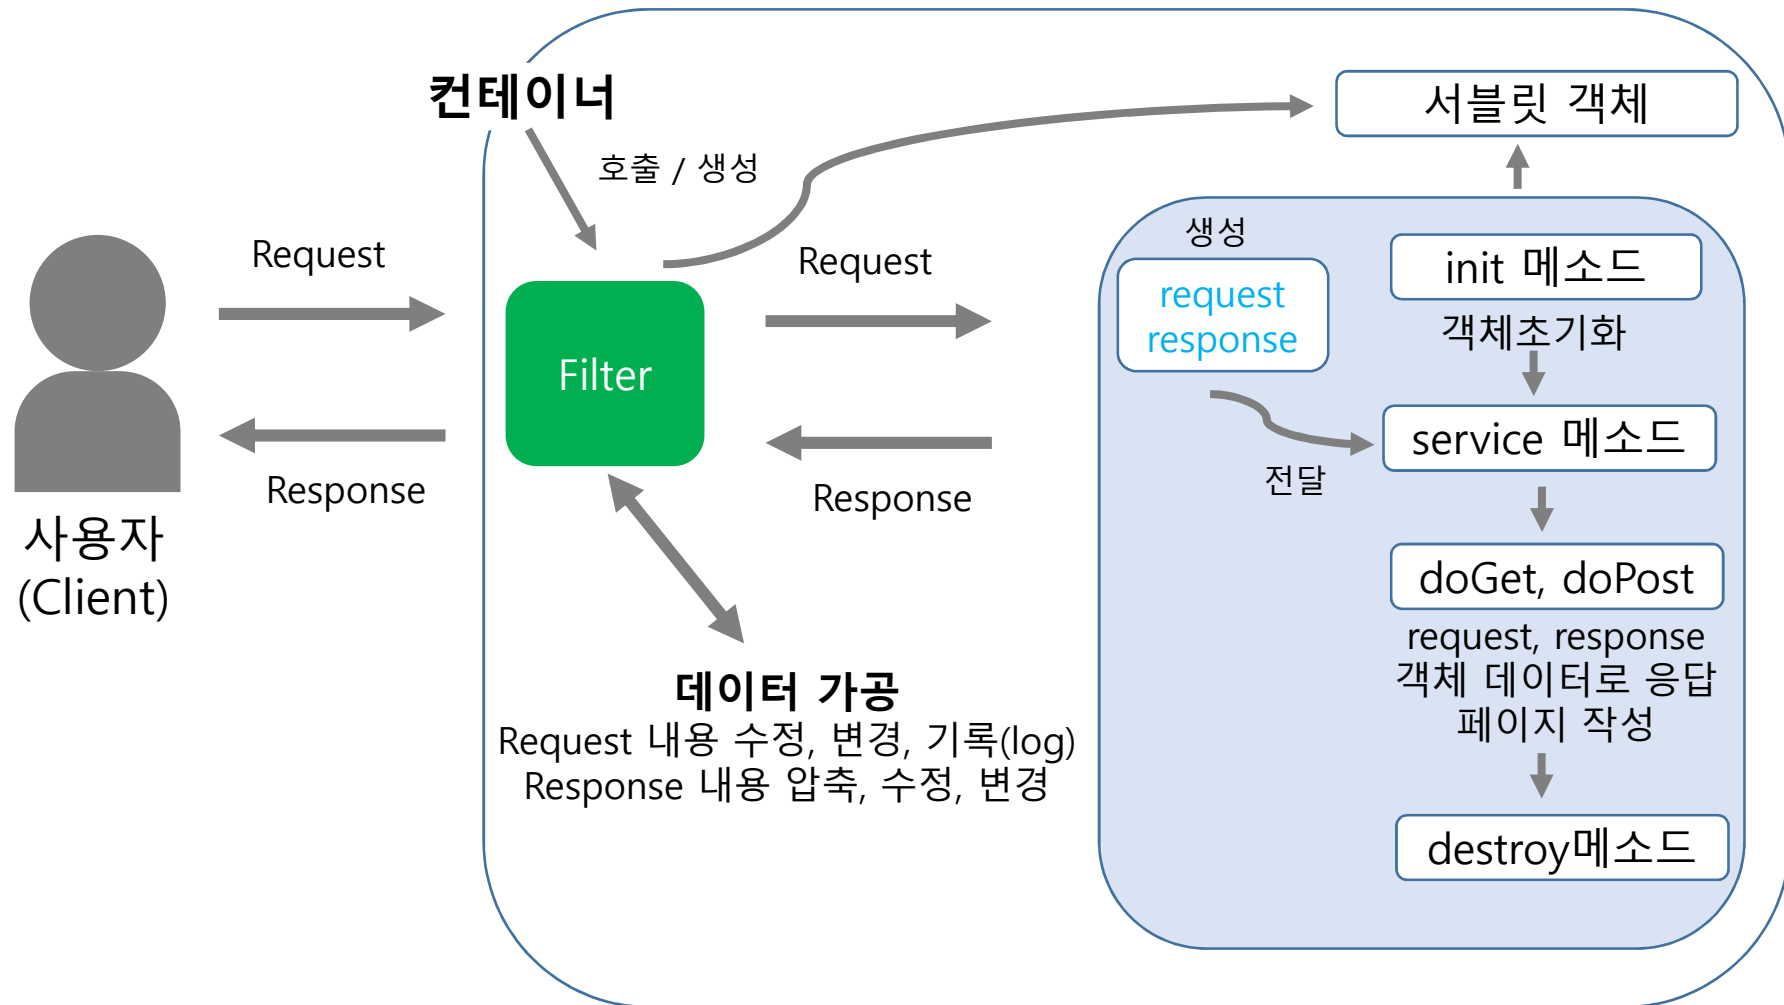 컨테이너
호출 / 생성
서블릿 객체
Request
Response
사용자
(Client)
Filter
Request
Response
데이터 가공
Request 내용 수정, 변경, 기록(log)
Response 내용 압축, 수정, 변경
생성
request
response
전달
init 메소드
객체초기화
service 메소드
doGet, doPost
request, response
객체 데이터로 응답
페이지 작성
destroy메소드